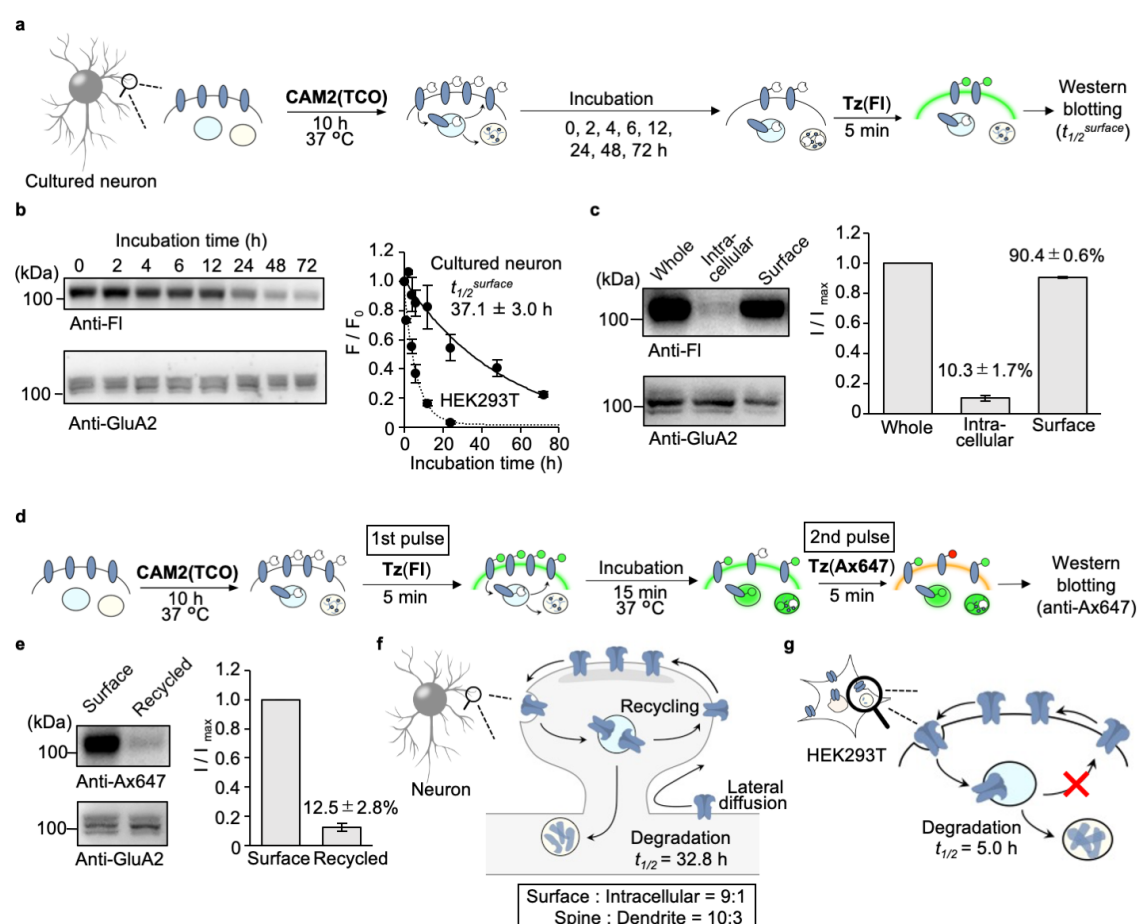 a
Cultured neuron
CAM2(TCO)
10 h
37 ºC
Incubation
0, 2, 4, 6, 12,
24, 48, 72 h
Tz(Fl)
5 min
Western
blotting
(t1/2surface)
b
Incubation time (h)
(kDa)
0 2 4 6 12 24 48 72
100
Anti-Fl
100
Anti-GluA2
F / F0
1.2
1.0
0.8
0.6
0.4
0.2
0
Cultured neuron
t1/2surface
37.1 ± 3.0 h
HEK293T
0 20 40 60 80
Incubation time (h)
c
(kDa)
Whole
Intra-
cellular
Surface
100
Anti-Fl
100
Anti-GluA2
I / Imax
1.2
1.0
0.8
0.6
0.4
0.2
0
90.4 ± 0.6%
10.3 ± 1.7%
Whole
Intra-
cellular
Surface
d
CAM2(TCO)
10 h
37 ºC
1st pulse
Tz(Fl)
5 min
Incubation
15 min
37 ºC
2nd pulse
Tz(Ax647)
5 min
Western
blotting
(anti-Ax647)
e
(kDa)
Surface
Recycled
100
Anti-Ax647
100
Anti-GluA2
I / Imax
1.2
1.0
0.8
0.6
0.4
0.2
0
12.5 ± 2.8%
Surface Recycled
f
Neuron
Recycling
Lateral
diffusion
Degradation
t1/2 = 32.8 h
Surface : Intracellular = 9:1
Spine : Dendrite = 10:3
g
HEK293T
Degradation
t1/2 = 5.0 h